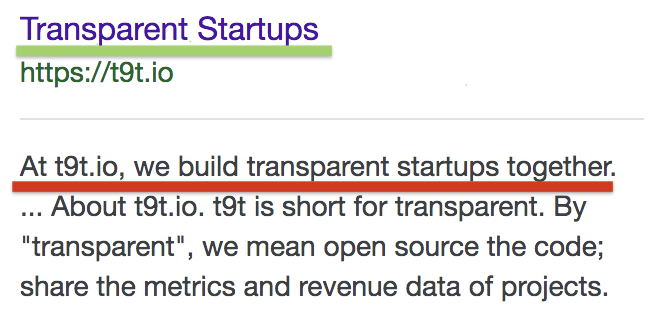 Transparent Startups
https://t9t.io
At t9t.io, we build transparent startups together.
... About t9t.io. t9t is short for transparent. By
"transparent", we mean open source the code;
share the metrics and revenue data of projects.